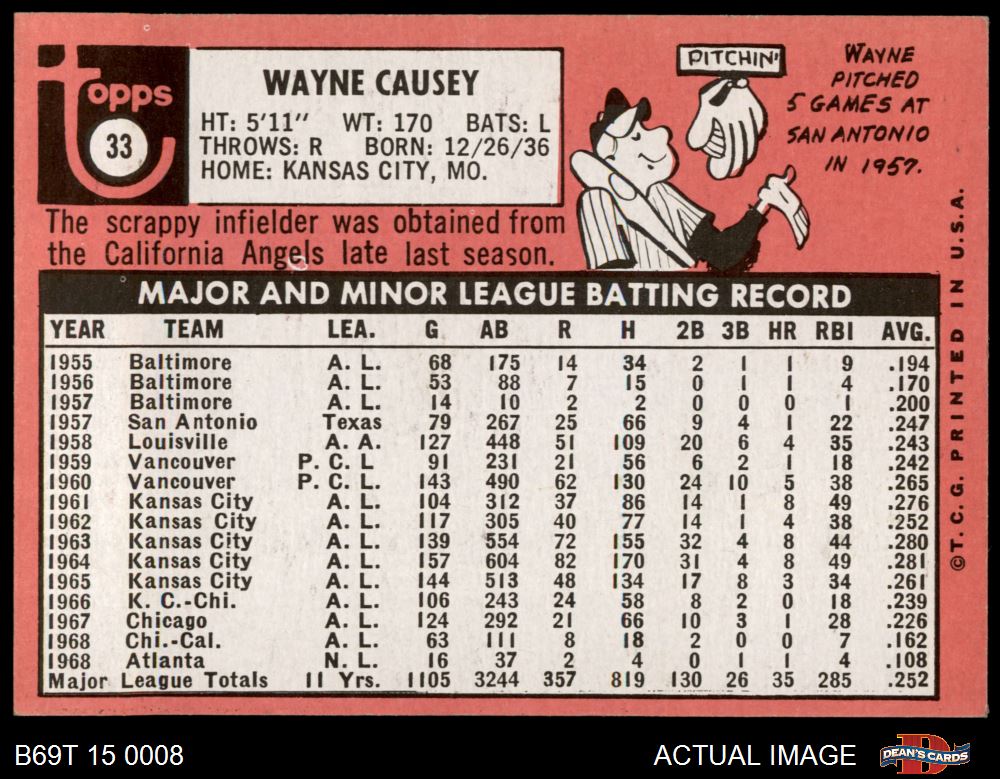 Topps
33
WAYNE CAUSEY
HT: 5'11" WT: 170 BATS: L
THROWS: R BORN: 12/26/36
HOME: KANSAS CITY, MO.
The scrappy infielder was obtained from
the California Angels late last season.
PITCHIN'
WAYNE
PITCHED
5 GAMES AT
SAN ANTONIO
IN 1957.
MAJOR AND MINOR LEAGUE BATTING RECORD
YEAR TEAM LEA. G AB R H 2B 3B HR RBI AVG.
1955 Baltimore A. L. 68 175 14 34 2 1 1 9 .194
1956 Baltimore A. L. 53 88 7 15 0 1 1 4 .170
1957 Baltimore A. L. 14 10 2 2 0 0 0 1 .200
1957 San Antonio Texas 79 267 25 66 9 4 1 22 .247
1958 Louisville A. A. 127 448 51 109 20 6 4 35 .243
1959 Vancouver P. C. L 91 231 21 56 6 2 1 18 .242
1960 Vancouver P. C. L. 143 490 62 130 24 10 5 38 .265
1961 Kansas City A. L. 104 312 37 86 14 1 8 49 .276
1962 Kansas City A. L. 117 305 40 77 14 1 4 38 .252
1963 Kansas City A. L. 139 554 72 155 32 4 8 44 .280
1964 Kansas City A. L. 157 604 82 170 31 4 8 49 .281
1965 Kansas City A. L. 144 513 48 134 17 8 3 34 .261
1966 K. C.-Chi. A. L. 106 243 24 58 8 2 0 18 .239
1967 Chicago A. L. 124 292 21 66 10 3 1 28 .226
1968 Chi.-Cal. A. L. 63 111 8 18 2 0 0 7 .162
1968 Atlanta N. L. 16 37 2 4 0 1 1 4 .108
Major League Totals 11 Yrs. 1105 3244 357 819 130 26 35 285 .252
©T. C. G. PRINTED IN U.S.A.
B69T 15 0008
ACTUAL IMAGE
D
DEAN'S CARDS